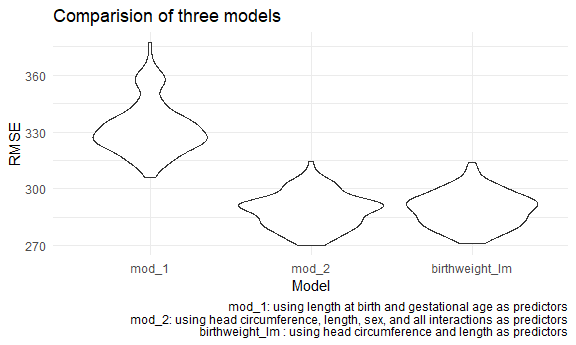 Comparision of three models
RMSE
360
330
300
270
mod_1 mod_2 birthweight_lm
Model
mod_1: using length at birth and gestational age as predictors
mod_2: using head circumference, length, sex, and all interactions as predictors
birthweight_lm : using head circumference and length as predictors